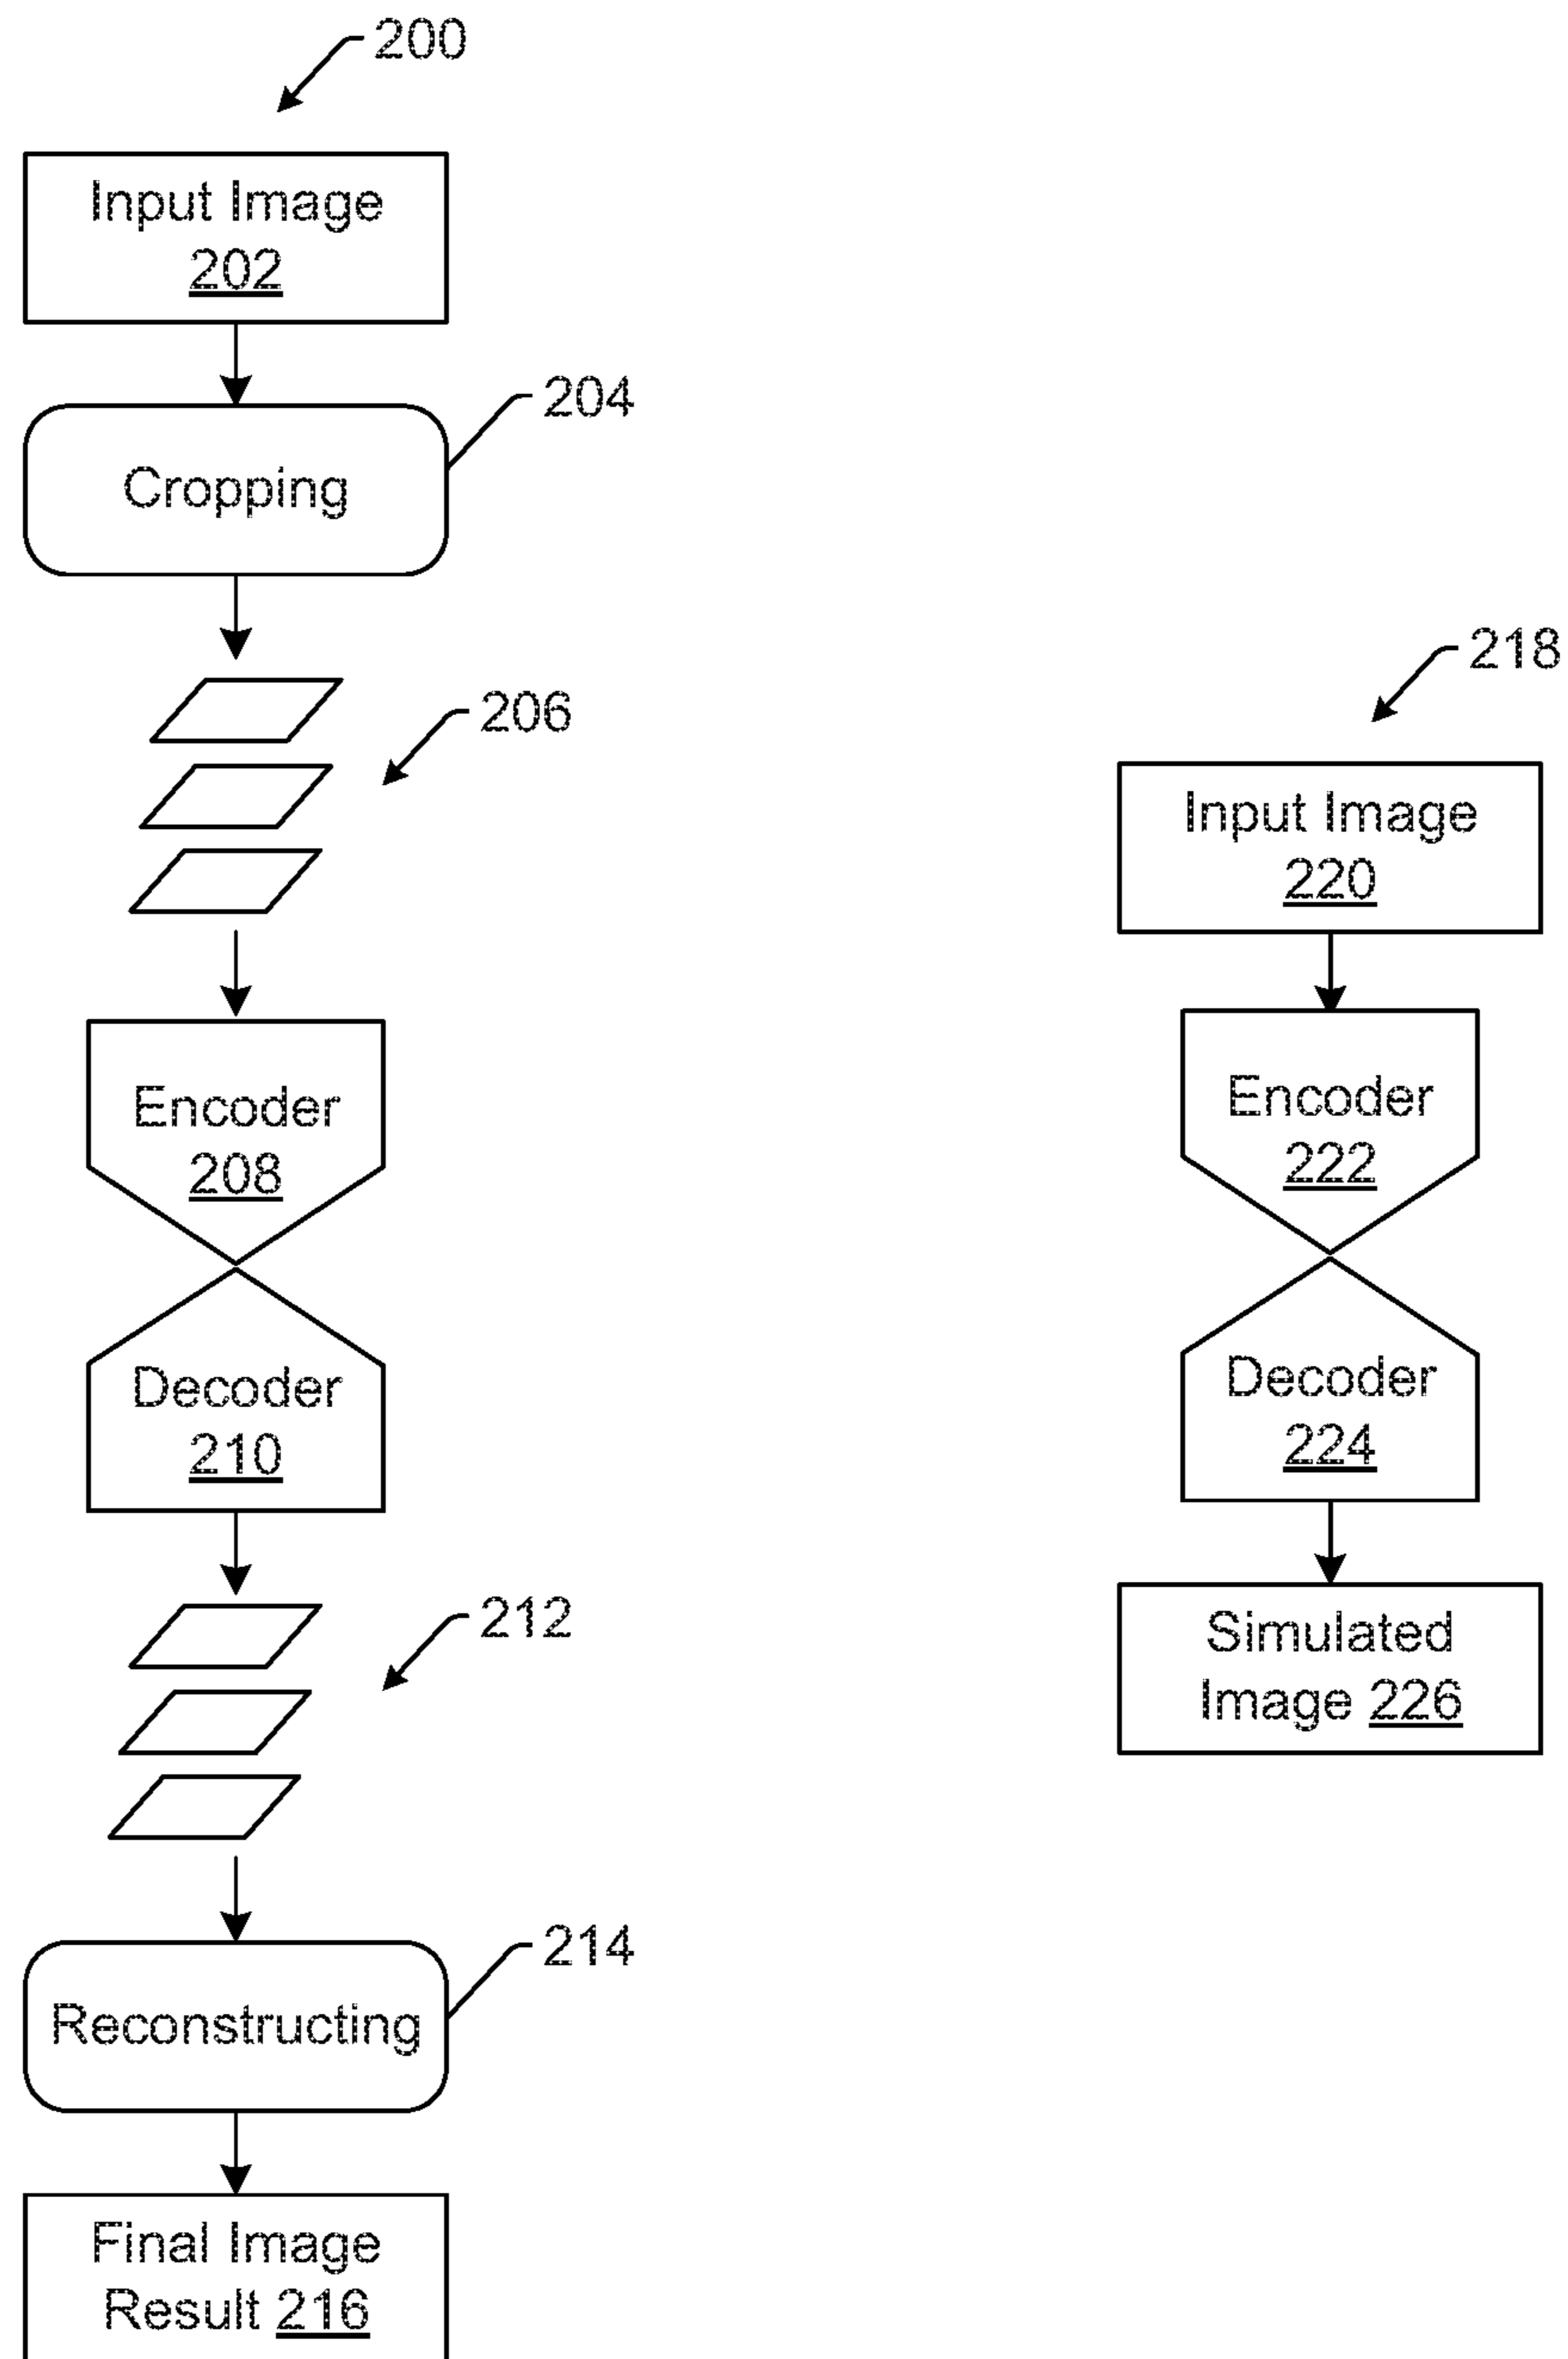 200
Input Image
202
204
Cropping
206
Encoder
208
Decoder
210
212
214
Reconstructing
Final Image
Result 216
218
Input Image
220
Encoder
222
Decoder
224
Simulated
Image 226